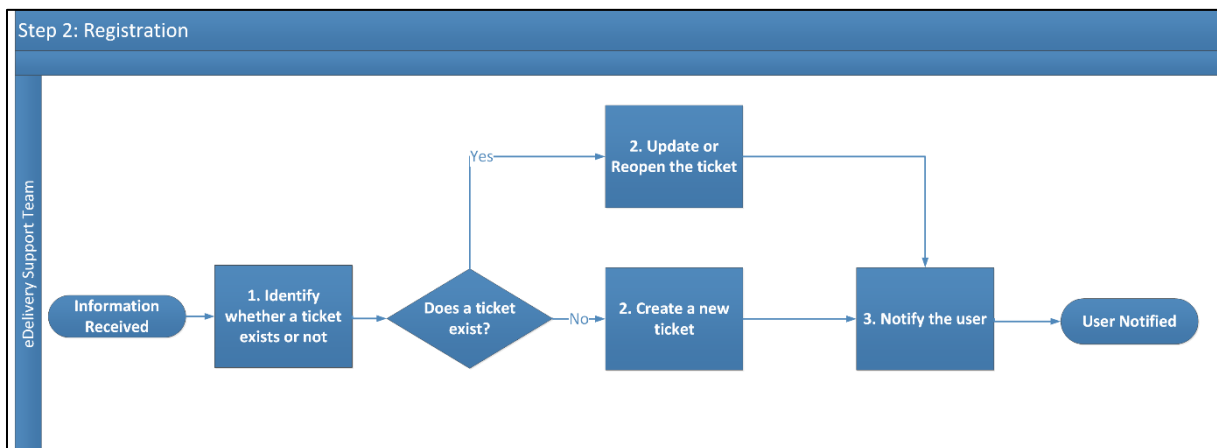 Step 2: Registration
eDelivery Support Team
Information
Received
1. Identify
whether a ticket
exists or not
Does a ticket
exist?
Yes
2. Update or
Reopen the ticket
No
2. Create a new
ticket
3. Notify the user
User Notified